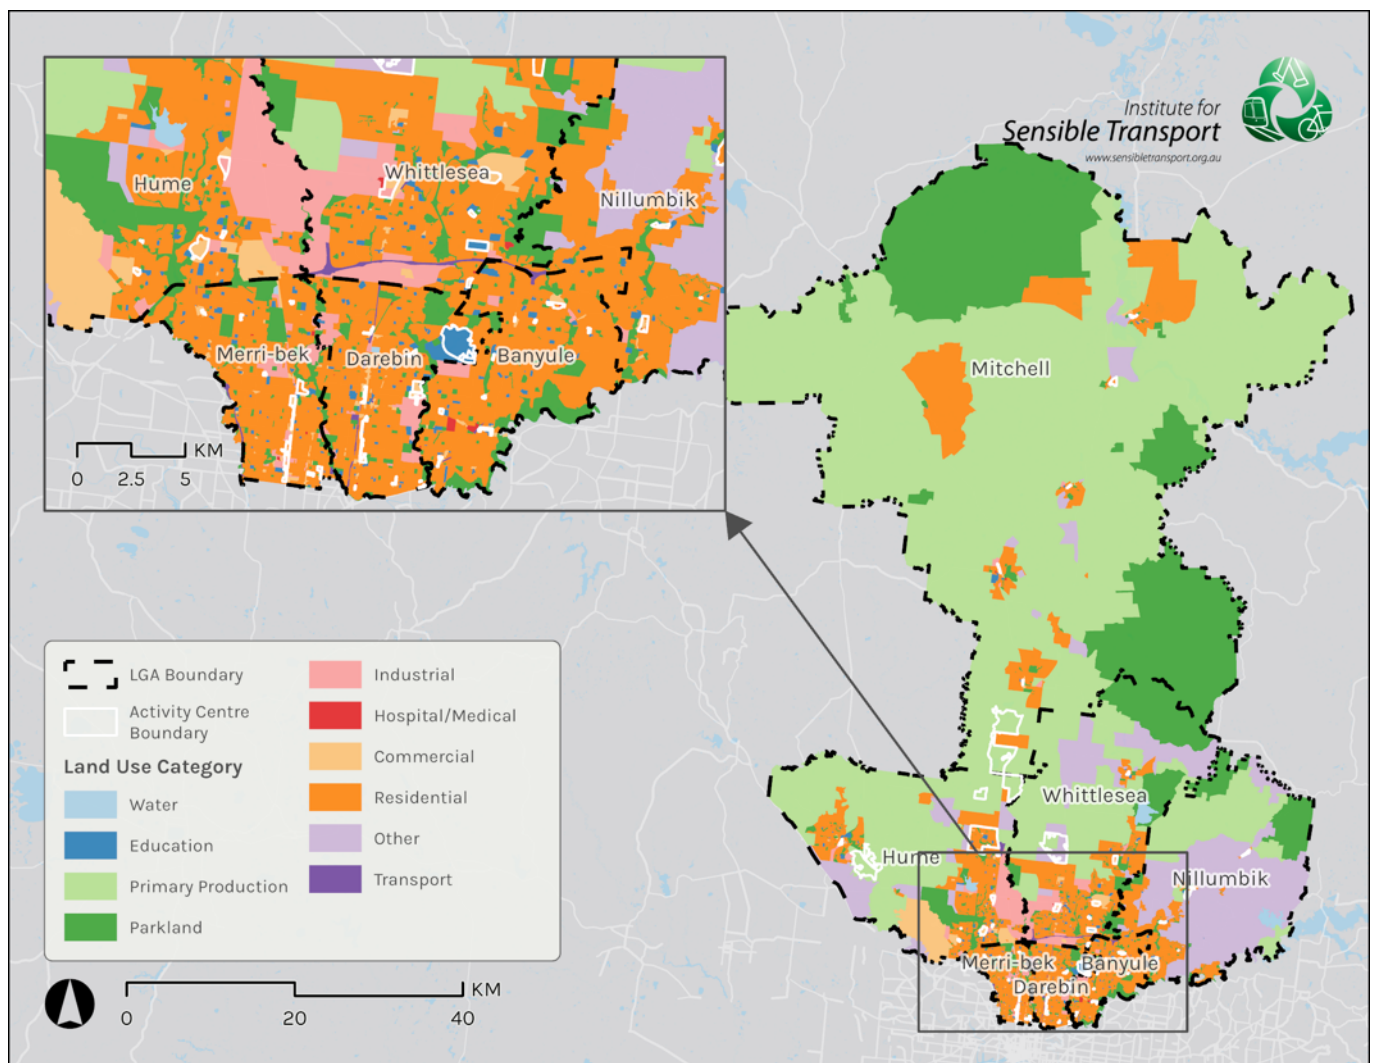 Institute for
Sensible Transport
www.sensibletransport.org.au
Hume
Whittlesea
Nillumbik
Merri-bek
Darebin
Banyule
KM
0 2.5 5
Mitchell
Whittlesea
Hume
Nillumbik
Merri-bek
Banyule
Darebin
LGA Boundary
Activity Centre
Boundary
Land Use Category
Water
Education
Primary Production
Parkland
Industrial
Hospital/Medical
Commercial
Residential
Other
Transport
KM
0 20 40